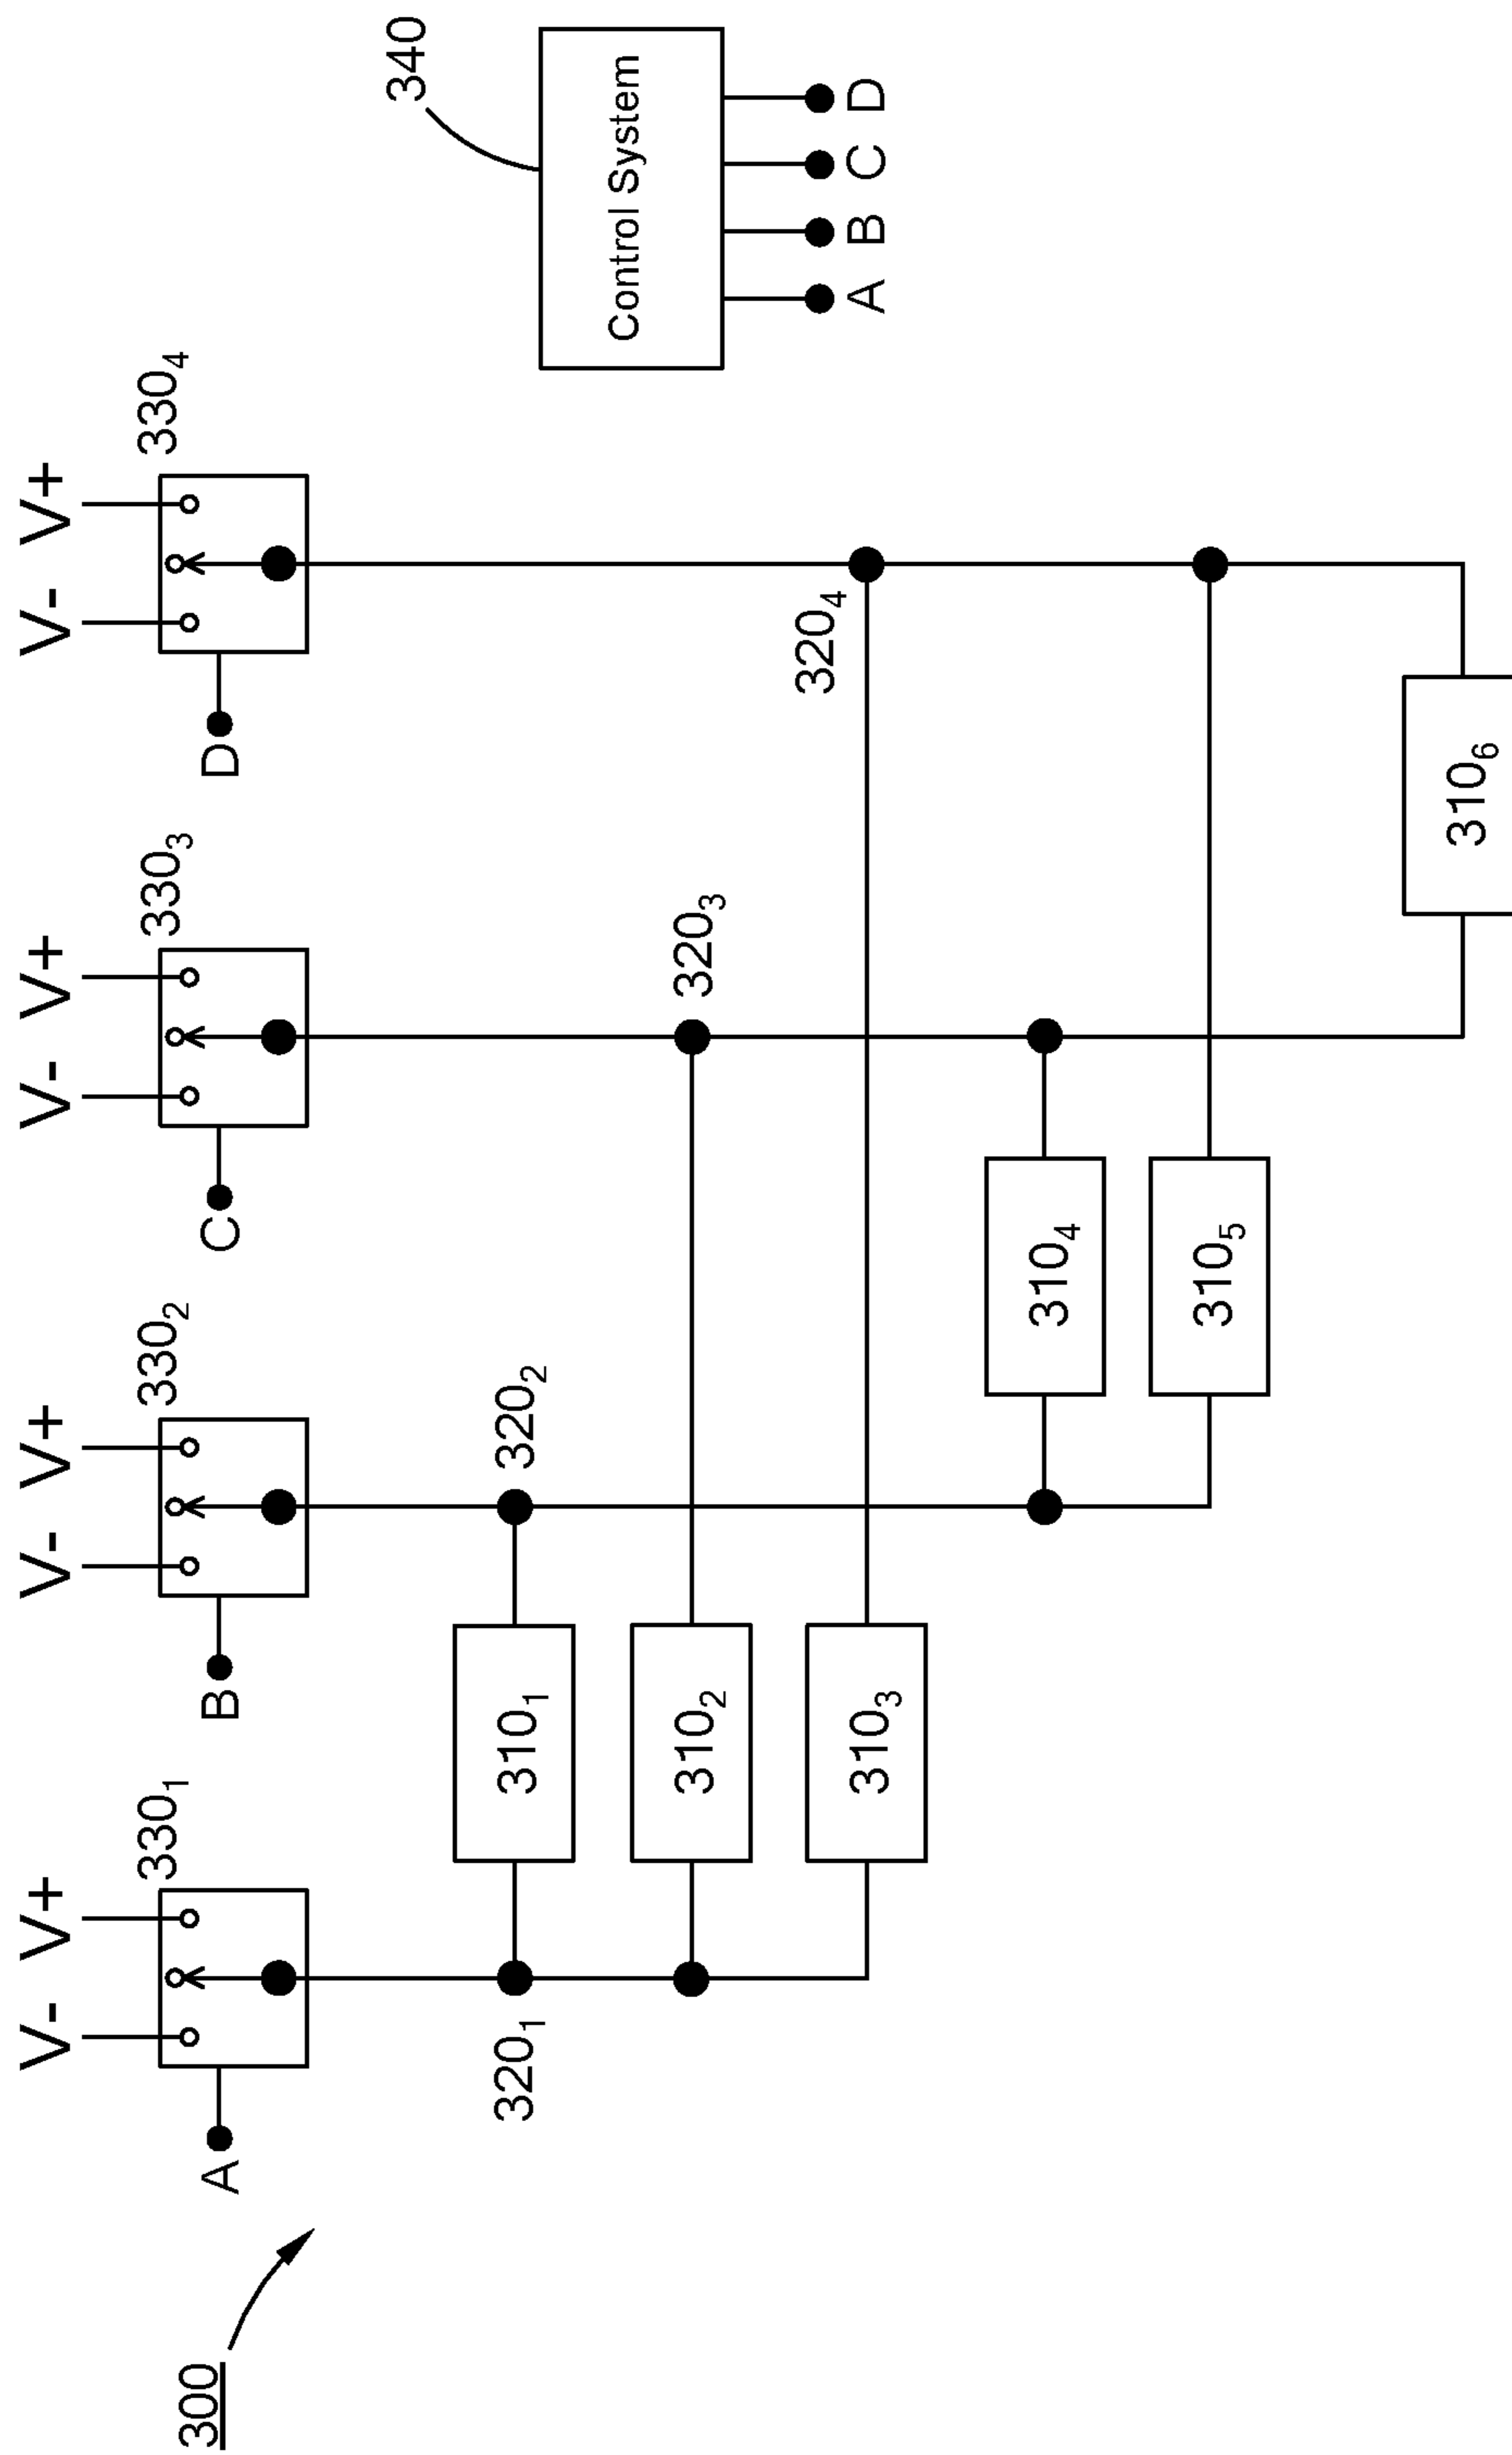 V- V+
V- V+
V- V+
V- V+
330₁
330₂
330₃
330₄
A
B
C
D
340
Control System
A B C D
320₁
310₁
320₂
310₂
320₃
310₃
320₄
310₄
310₅
310₆
300